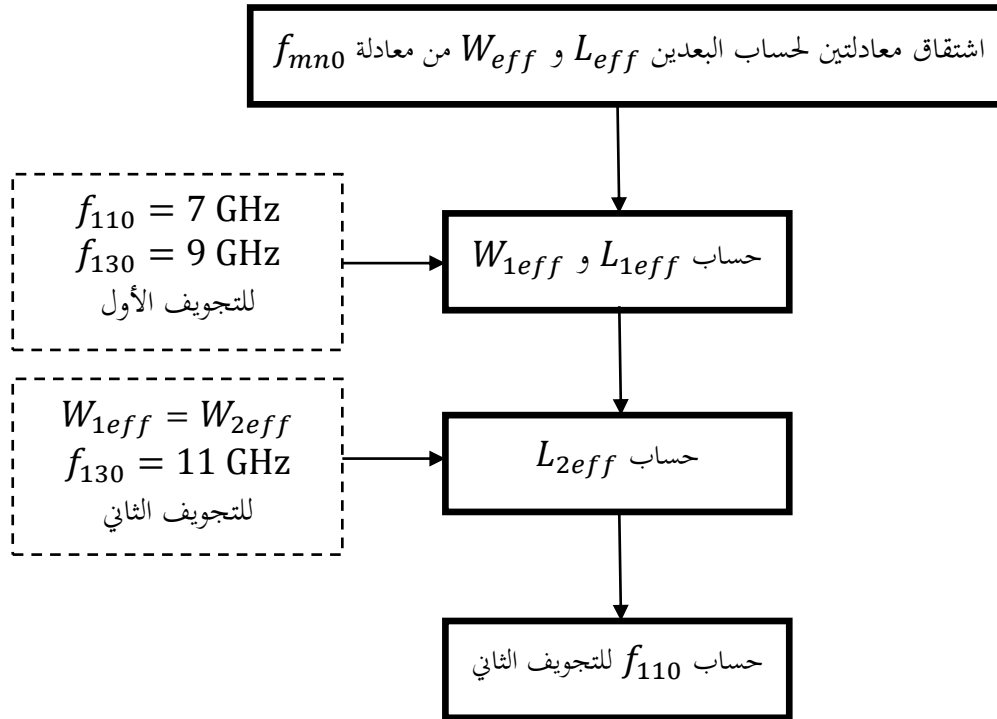 اشتقاق معادلتين لحساب البعدين L_{eff} و W_{eff} من معادلة f_{mn0}
f_{110} = 7 GHz
f_{130} = 9 GHz
للتجويف الأول
حساب L_{1eff} و W_{1eff}
W_{1eff} = W_{2eff}
f_{130} = 11 GHz
للتجويف الثاني
حساب L_{2eff}
حساب f_{110} للتجويف الثاني